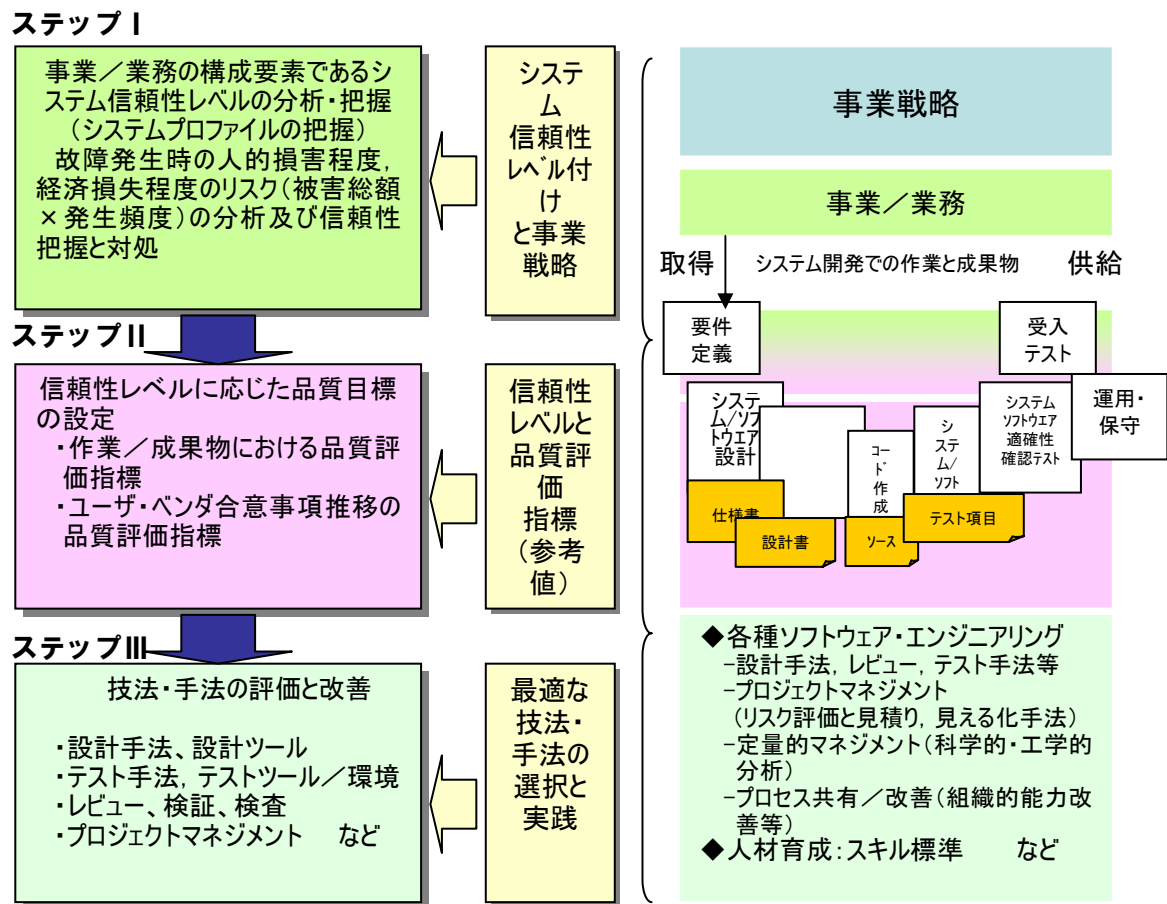 ステップⅠ
事業／業務の構成要素であるシ
ステム信頼性レベルの分析・把握
（システムプロファイルの把握）
故障発生時の人的損害程度，
経済損失程度のリスク（被害総額
×発生頻度）の分析及び信頼性
把握と対処
システ
ム
信頼性
レベル付
け
と事業
戦略
事業戦略
事業／業務
取得
システム開発での作業と成果物
供給
要件
定義
受入
テスト
ステップⅡ
信頼性レベルに応じた品質目標
の設定
・作業／成果物における品質評
価指標
・ユーザ・ベンダ合意事項推移の
品質評価指標
信頼性
レベルと
品質評
価
指標
（参考
値）
システ
ム/ソフ
トウエア
設計
コー
ド
作
成
シ
ステ
ム/
ソフト
システム
ソフトウエア
適確性
確認テスト
運用・
保守
仕様書
設計書
ソース
テスト項目
ステップⅢ
技法・手法の評価と改善
・設計手法、設計ツール
・テスト手法，テストツール／環境
・レビュー、検証、検査
・プロジェクトマネジメント　など
最適な
技法・
手法の
選択と
実践
◆各種ソフトウェア・エンジニアリング
−設計手法，レビュー，テスト手法等
−プロジェクトマネジメント
（リスク評価と見積り，見える化手法）
−定量的マネジメント（科学的・工学的
分析）
−プロセス共有／改善（組織的能力改
善等）
◆人材育成：スキル標準　など